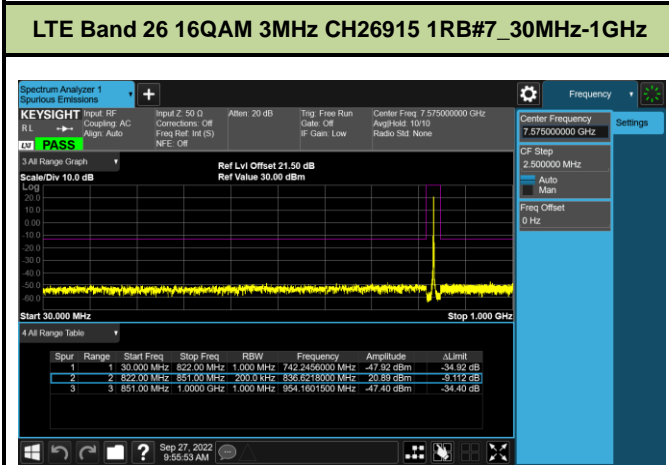 LTE Band 26 16QAM 3MHz CH26915 1RB#7_30MHz-1GHz
Spectrum Analyzer 1
Spurious Emissions
Frequency
KEYSIGHT
Input: RF
Input Z: 50 Ω
Atten: 20 dB
Trig: Free Run
Center Freq: 7.575000000 GHz
R L
Coupling: AC
Corrections: Off
Gate: Off
Avg|Hold: 10/10
Align: Auto
Freq Ref: Int (S)
IF Gain: Low
Radio Std: None
NFE: Off
LXI PASS
Center Frequency
7.575000000 GHz
Settings
CF Step
2.500000 MHz
Auto
Man
Freq Offset
0 Hz
3 All Range Graph
Ref Lvl Offset 21.50 dB
Scale/Div 10.0 dB
Ref Value 30.00 dBm
Log
20.0
10.0
0.00
-10.0
-20.0
-30.0
-40.0
-50.0
-60.0
Start 30.000 MHz
Stop 1.000 GHz
4 All Range Table
Spur Range Start Freq Stop Freq RBW Frequency Amplitude ΔLimit
1 1 30.000 MHz 822.00 MHz 1.000 MHz 742.2456000 MHz -47.92 dBm -34.92 dB
2 2 822.00 MHz 851.00 MHz 200.0 kHz 836.6218000 MHz 20.89 dBm -9.112 dB
3 3 851.00 MHz 1.0000 GHz 1.000 MHz 954.1601500 MHz -47.40 dBm -34.40 dB
?
Sep 27, 2022
9:55:53 AM